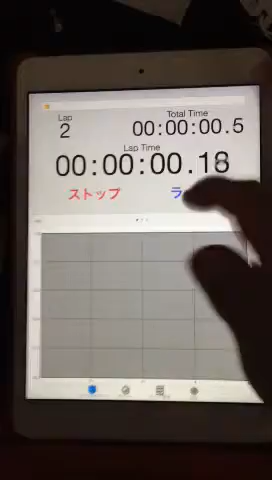 Lap
2
Total Time
00:00:00.5
Lap Time
00:00:00.18
ストップ